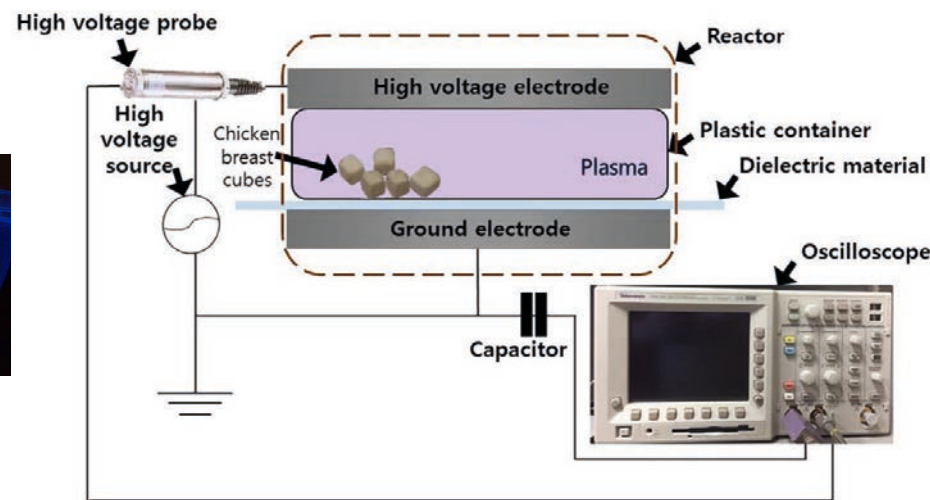 High voltage probe
Reactor
High voltage electrode
High
voltage
source
Chicken
breast
cubes
Plasma
Plastic container
Dielectric material
Ground electrode
Oscilloscope
Capacitor
Tektronix